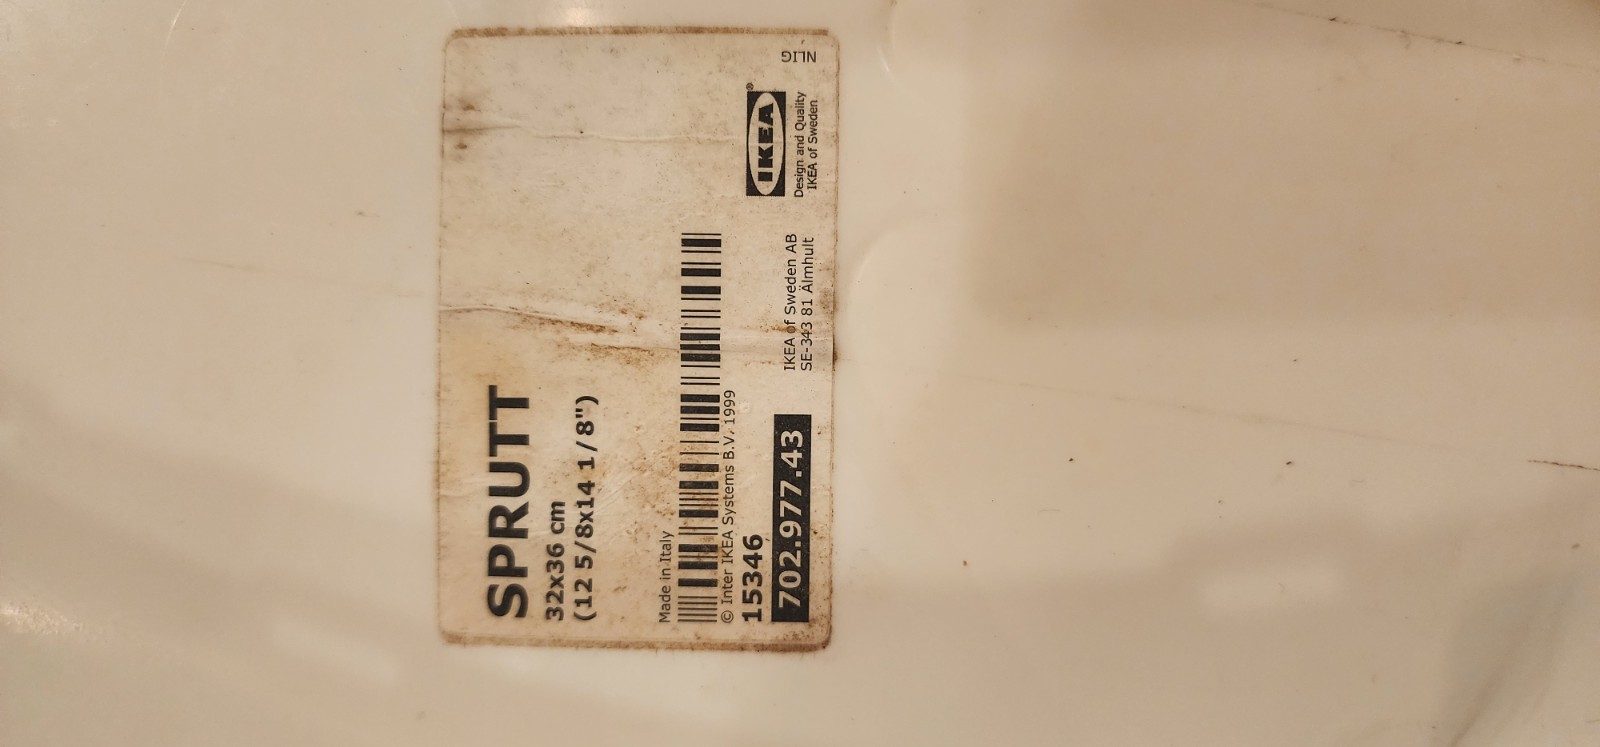 SPRUTT
32x36 cm
(12 5/8x14 1/8")
Made in Italy
© Inter IKEA Systems B.V. 1999
15346
702.977.43
IKEA of Sweden AB
SE-343 81 Älmhult
IKEA®
Design and Quality
IKEA of Sweden
NLIG